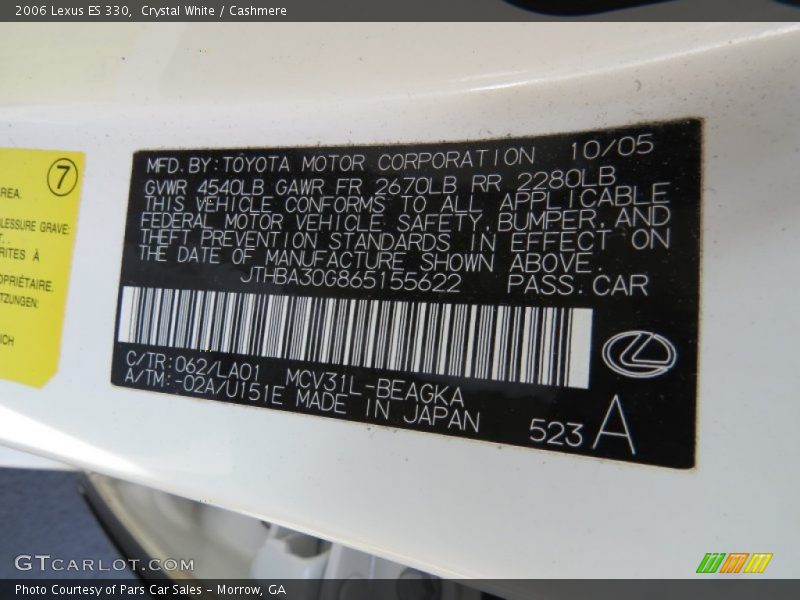 2006 Lexus ES 330, Crystal White / Cashmere
7
AREA.
BLESSURE GRAVE
RITES À
OPRIÉTAIRE.
TZUNGEN:
ICH
MFD. BY: TOYOTA MOTOR CORPORATION 10/05
GVWR 4540LB GAWR FR 2670LB RR 2280LB
THIS VEHICLE CONFORMS TO ALL APPLICABLE
FEDERAL MOTOR VEHICLE SAFETY, BUMPER, AND
THEFT PREVENTION STANDARDS IN EFFECT ON
THE DATE OF MANUFACTURE SHOWN ABOVE.
JTHBA30G865155622 PASS. CAR
C/TR: 062/LA01 MCV31L-BEAGKA
A/TM: -02A/U151E MADE IN JAPAN
523 A
GTCARLOT.COM
Photo Courtesy of Pars Car Sales - Morrow, GA